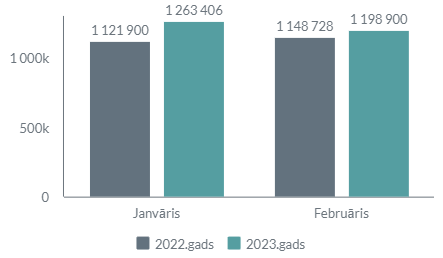 1 263 406
1 121 900
1 148 728
1 198 900
1 000k
500k
0
Janvāris
Februāris
2022.gads
2023.gads